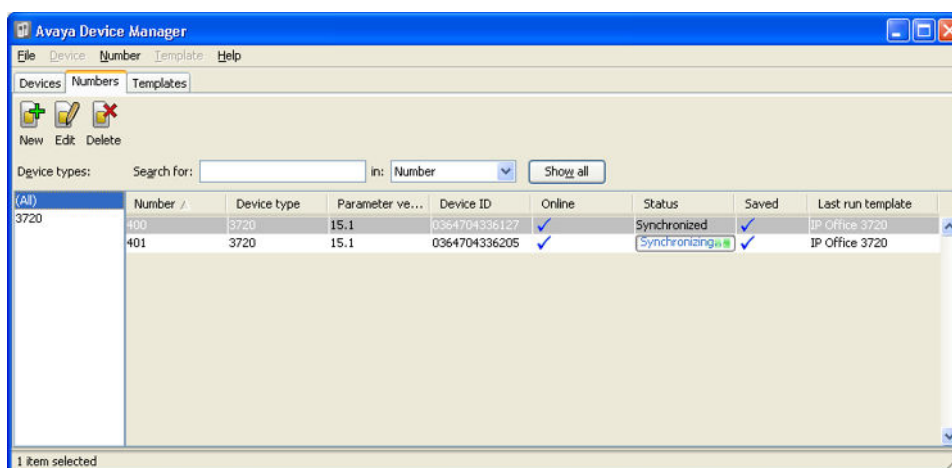 Avaya Device Manager
File Device Number Template Help
Devices Numbers Templates
New Edit Delete
Device types: Search for: in: Number Show all
(All)
3720
Number Device type Parameter ve... Device ID Online Status Saved Last run template
400 3720 15.1 0364704336127 Synchronized IP Office 3720
401 3720 15.1 0364704336205 Synchronizing IP Office 3720
1 item selected